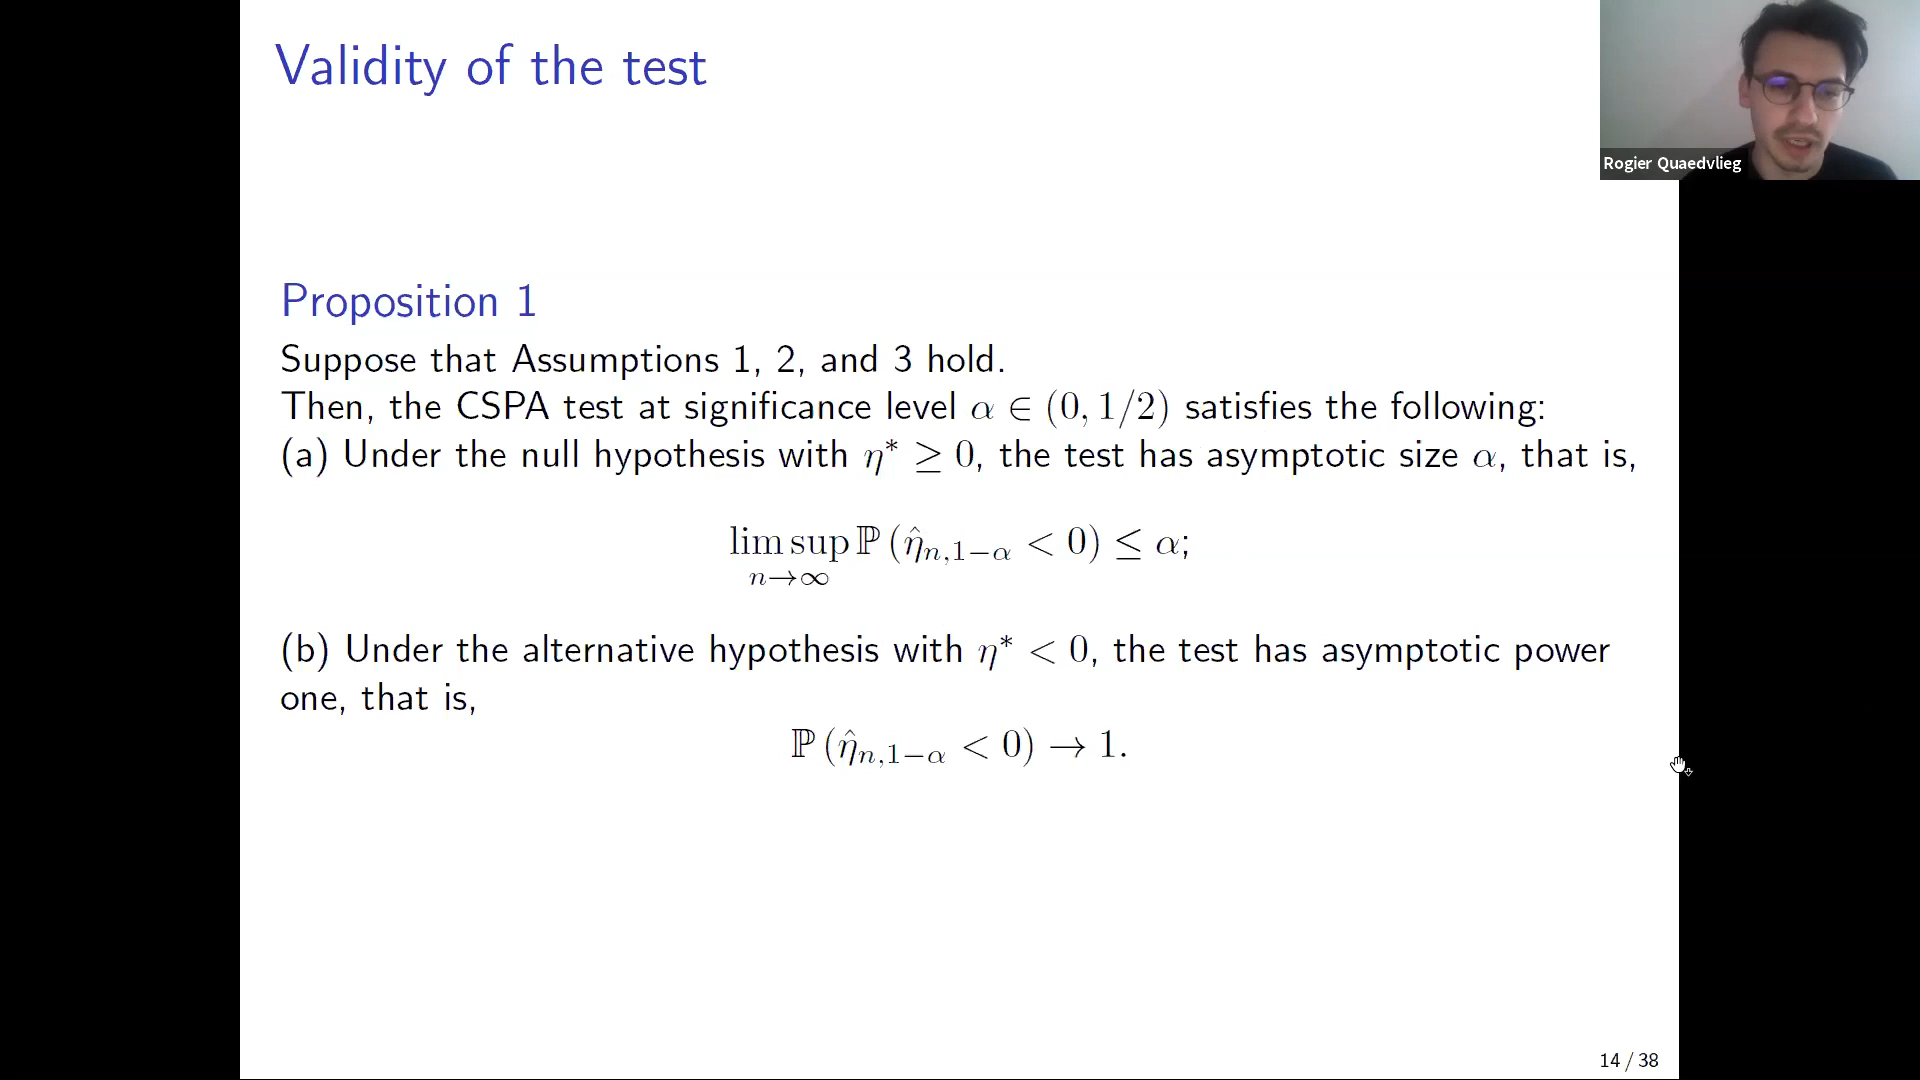 Validity of the test
Rogier Quaedvlieg
Proposition 1
Suppose that Assumptions 1, 2, and 3 hold.
Then, the CSPA test at significance level α ∈ (0, 1/2) satisfies the following:
(a) Under the null hypothesis with η* ≥ 0, the test has asymptotic size α, that is,
lim sup ℙ (η̂_{n,1−α} < 0) ≤ α;
n→∞
(b) Under the alternative hypothesis with η* < 0, the test has asymptotic power
one, that is,
ℙ (η̂_{n,1−α} < 0) → 1.
14 / 38